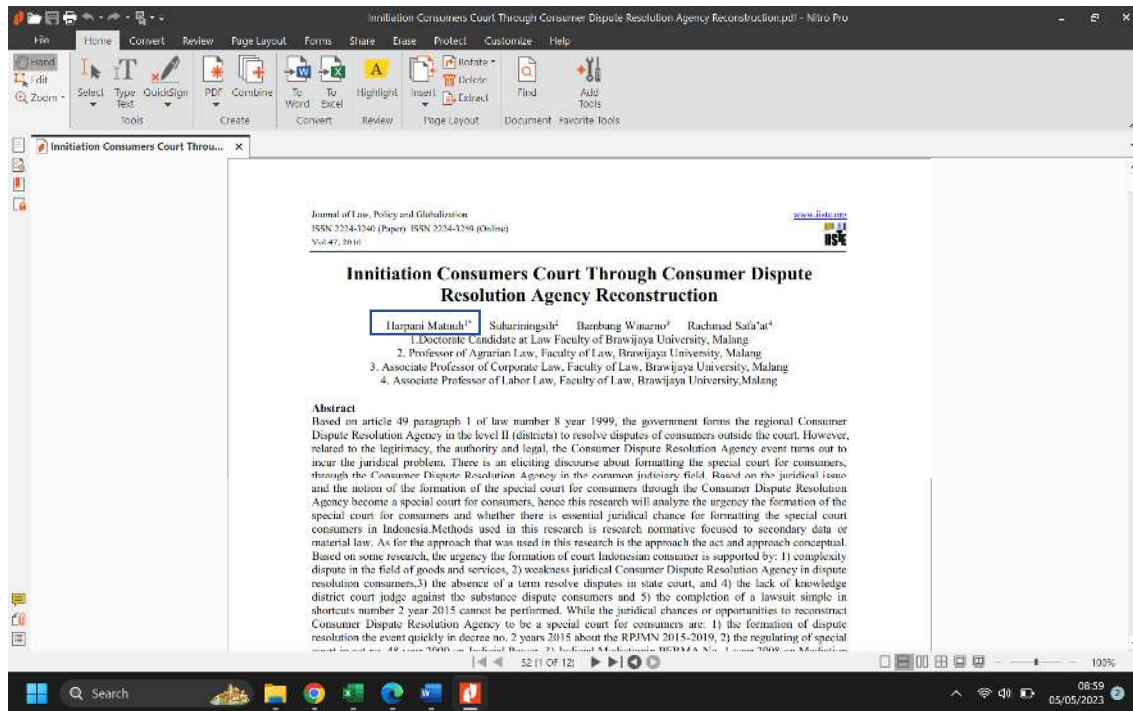 Innitiation Consumers Court Through Consumer Dispute Resolution Agency Reconstruction.pdf - Nitro Pro
File Home Convert Review Page Layout Forms Share Erase Protect Customize Help
Hand
Edit
Zoom
Select
Type Text
QuickSign
PDF
Combine
To Word
To Excel
Highlight
Insert
Rotate
Delete
Extract
Find
Add Tools
Tools Create Convert Review Page Layout Document Favorite Tools
Innitiation Consumers Court Throu... ×
Journal of Law, Policy and Globalization
www.iiste.org
ISSN 2224-3240 (Paper) ISSN 2224-3259 (Online)
Vol.47, 2016
IISTE
Innitiation Consumers Court Through Consumer Dispute
Resolution Agency Reconstruction
Harpani Matnuh1* Suhariningsih2 Bambang Winarno3 Rachmad Safa'at4
1.Doctorate Candidate at Law Faculty of Brawijaya University, Malang
2. Professor of Agrarian Law, Faculty of Law, Brawijaya University, Malang
3. Associate Professor of Corporate Law, Faculty of Law, Brawijaya University, Malang
4. Associate Professor of Labor Law, Faculty of Law, Brawijaya University,Malang
Abstract
Based on article 49 paragraph 1 of law number 8 year 1999, the government forms the regional Consumer
Dispute Resolution Agency in the level II (districts) to resolve disputes of consumers outside the court. However,
related to the legitimacy, the authority and legal, the Consumer Dispute Resolution Agency event turns out to
incur the juridical problem. There is an eliciting discourse about formatting the special court for consumers,
through the Consumer Dispute Resolution Agency in the common judiciary field. Based on the juridical issue
and the notion of the formation of the special court for consumers through the Consumer Dispute Resolution
Agency become a special court for consumers, hence this research will analyze the urgency the formation of the
special court for consumers and whether there is essential juridical chance for formatting the special court
consumers in Indonesia.Methods used in this research is research normative focused to secondary data or
material law. As for the approach that was used in this research is the approach the act and approach conceptual.
Based on some research, the urgency the formation of court Indonesian consumer is supported by: 1) complexity
dispute in the field of goods and services, 2) weakness juridical Consumer Dispute Resolution Agency in dispute
resolution consumers,3) the absence of a term resolve disputes in state court, and 4) the lack of knowledge
district court judge against the substance dispute consumers and 5) the completion of a lawsuit simple in
shortcuts number 2 year 2015 cannot be performed. While the juridical chances or opportunities to reconstruct
Consumer Dispute Resolution Agency to be a special court for consumers are: 1) the formation of dispute
resolution the event quickly in decree no. 2 years 2015 about the RPJMN 2015-2019, 2) the regulating of special
52 (1 OF 12)
100%
Search
08:59
05/05/2023
2